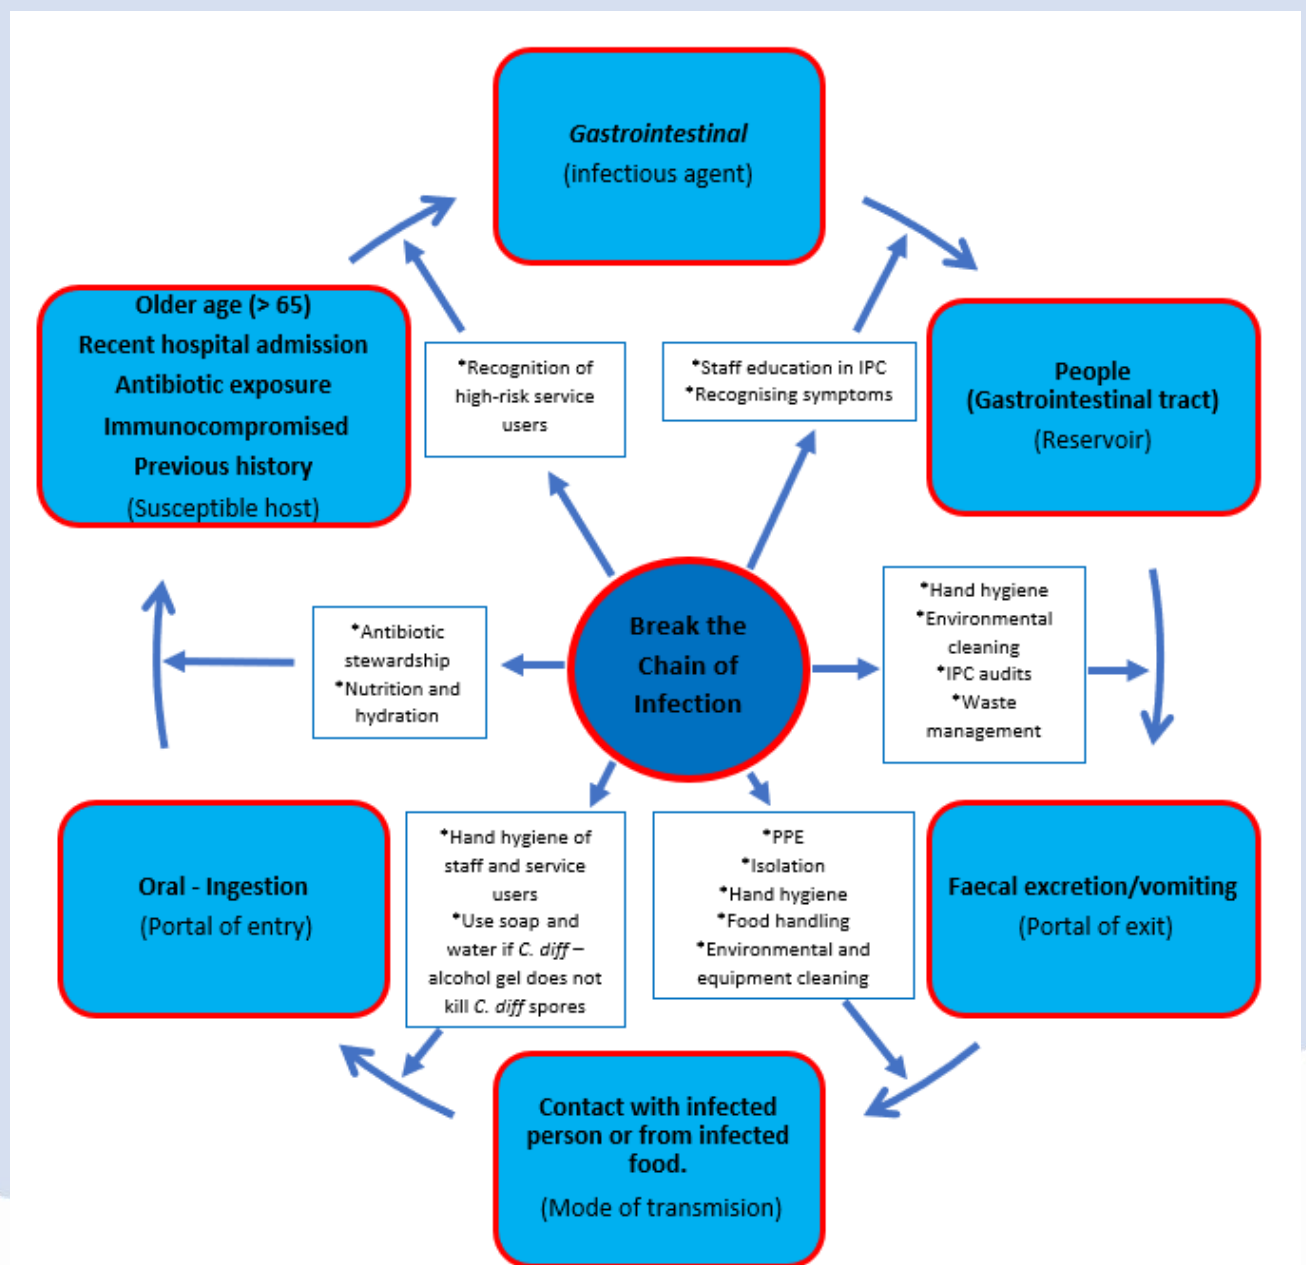 Gastrointestinal
(infectious agent)
Older age (> 65)
Recent hospital admission
Antibiotic exposure
Immunocompromised
Previous history
(Susceptible host)
*Recognition of
high-risk service
users
*Staff education in IPC
*Recognising symptoms
People
(Gastrointestinal tract)
(Reservoir)
*Antibiotic
stewardship
*Nutrition and
hydration
Break the
Chain of
Infection
*Hand hygiene
*Environmental
cleaning
*IPC audits
*Waste
management
Oral - Ingestion
(Portal of entry)
*Hand hygiene of
staff and service
users
*Use soap and
water if C. diff –
alcohol gel does not
kill C. diff spores
*PPE
*Isolation
*Hand hygiene
*Food handling
*Environmental and
equipment cleaning
Faecal excretion/vomiting
(Portal of exit)
Contact with infected
person or from infected
food.
(Mode of transmision)